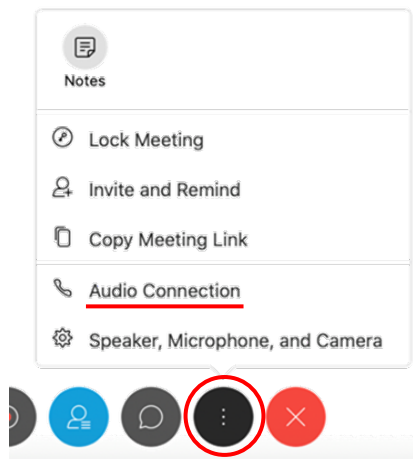 Notes
Lock Meeting
Invite and Remind
Copy Meeting Link
Audio Connection
Speaker, Microphone, and Camera